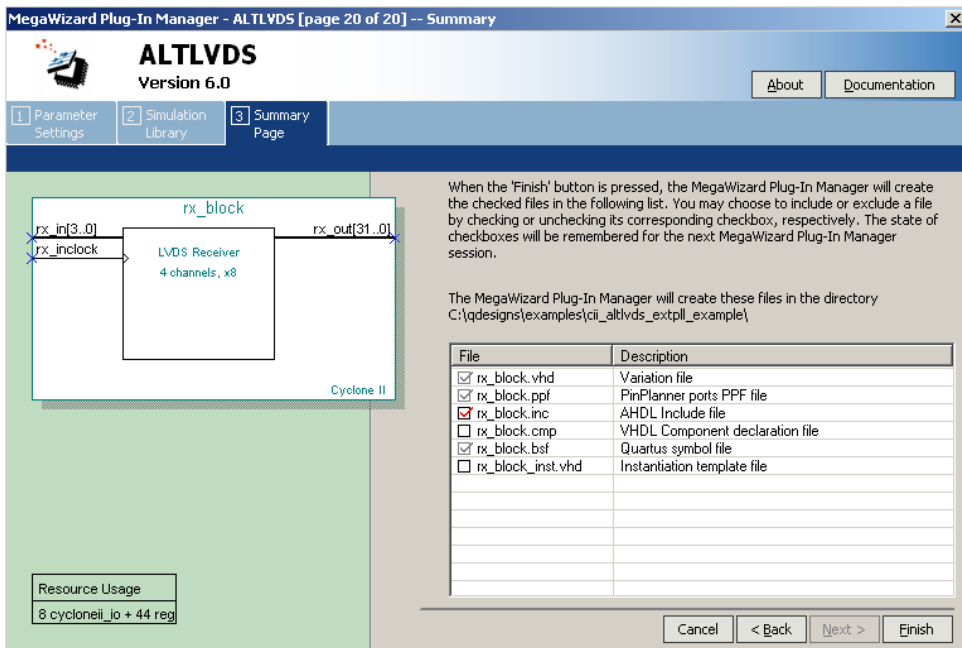 MegaWizard Plug-In Manager - ALTLVDS [page 20 of 20] -- Summary
ALTLVDS
Version 6.0
About
Documentation
1 Parameter Settings
2 Simulation Library
3 Summary Page
rx_block
rx_in[3..0]
rx_out[31..0]
rx_inclock
LVDS Receiver
4 channels, x8
Cyclone II
Resource Usage
8 cycloneii_io + 44 reg
When the 'Finish' button is pressed, the MegaWizard Plug-In Manager will create
the checked files in the following list. You may choose to include or exclude a file
by checking or unchecking its corresponding checkbox, respectively. The state of
checkboxes will be remembered for the next MegaWizard Plug-In Manager
session.
The MegaWizard Plug-In Manager will create these files in the directory
C:\qdesigns\examples\cii_altlvds_extpll_example\
File Description
rx_block.vhd Variation file
rx_block.ppf PinPlanner ports PPF file
rx_block.inc AHDL Include file
rx_block.cmp VHDL Component declaration file
rx_block.bsf Quartus symbol file
rx_block_inst.vhd Instantiation template file
Cancel
< Back
Next >
Finish